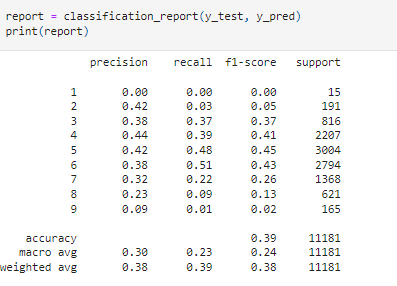 report = classification_report(y_test, y_pred)
print(report)
precision recall f1-score support
1 0.00 0.00 0.00 15
2 0.42 0.03 0.05 191
3 0.38 0.37 0.37 816
4 0.44 0.39 0.41 2207
5 0.42 0.48 0.45 3004
6 0.38 0.51 0.43 2794
7 0.32 0.22 0.26 1368
8 0.23 0.09 0.13 621
9 0.09 0.01 0.02 165
accuracy 0.39 11181
macro avg 0.30 0.23 0.24 11181
weighted avg 0.38 0.39 0.38 11181